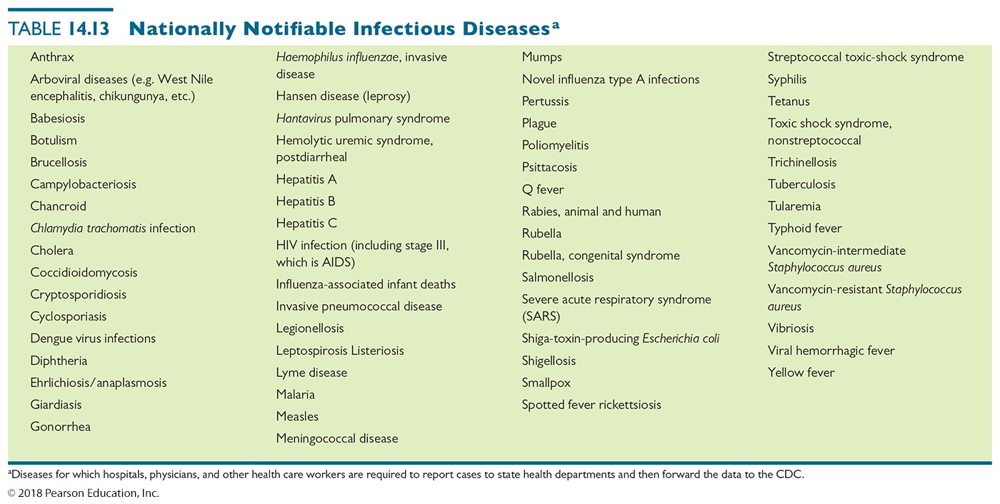 TABLE 14.13 Nationally Notifiable Infectious Diseasesa
Anthrax
Arboviral diseases (e.g. West Nile
encephalitis, chikungunya, etc.)
Babesiosis
Botulism
Brucellosis
Campylobacteriosis
Chancroid
Chlamydia trachomatis infection
Cholera
Coccidioidomycosis
Cryptosporidiosis
Cyclosporiasis
Dengue virus infections
Diphtheria
Ehrlichiosis/anaplasmosis
Giardiasis
Gonorrhea
Haemophilus influenzae, invasive
disease
Hansen disease (leprosy)
Hantavirus pulmonary syndrome
Hemolytic uremic syndrome,
postdiarrheal
Hepatitis A
Hepatitis B
Hepatitis C
HIV infection (including stage III,
which is AIDS)
Influenza-associated infant deaths
Invasive pneumococcal disease
Legionellosis
Leptospirosis Listeriosis
Lyme disease
Malaria
Measles
Meningococcal disease
Mumps
Novel influenza type A infections
Pertussis
Plague
Poliomyelitis
Psittacosis
Q fever
Rabies, animal and human
Rubella
Rubella, congenital syndrome
Salmonellosis
Severe acute respiratory syndrome
(SARS)
Shiga-toxin-producing Escherichia coli
Shigellosis
Smallpox
Spotted fever rickettsiosis
Streptococcal toxic-shock syndrome
Syphilis
Tetanus
Toxic shock syndrome,
nonstreptococcal
Trichinellosis
Tuberculosis
Tularemia
Typhoid fever
Vancomycin-intermediate
Staphylococcus aureus
Vancomycin-resistant Staphylococcus
aureus
Vibriosis
Viral hemorrhagic fever
Yellow fever
aDiseases for which hospitals, physicians, and other health care workers are required to report cases to state health departments and then forward the data to the CDC.
© 2018 Pearson Education, Inc.